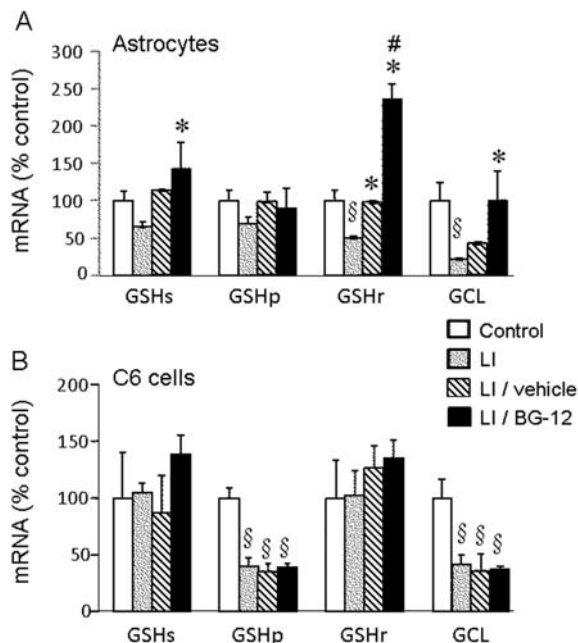 A
Astrocytes
mRNA (% control)
300
250
200
150
100
50
0
*
§
*
#
*
§
*
GSHs GSHp GSHr GCL
Control
LI
LI / vehicle
LI / BG-12
B
C6 cells
mRNA (% control)
200
150
100
50
0
§ § §
§ § §
GSHs GSHp GSHr GCL